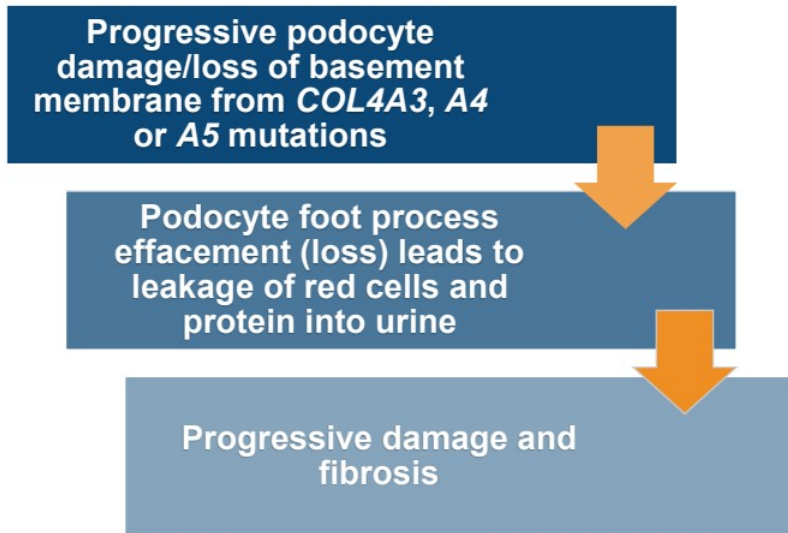 Progressive podocyte
damage/loss of basement
membrane from COL4A3, A4
or A5 mutations
Podocyte foot process
effacement (loss) leads to
leakage of red cells and
protein into urine
Progressive damage and
fibrosis